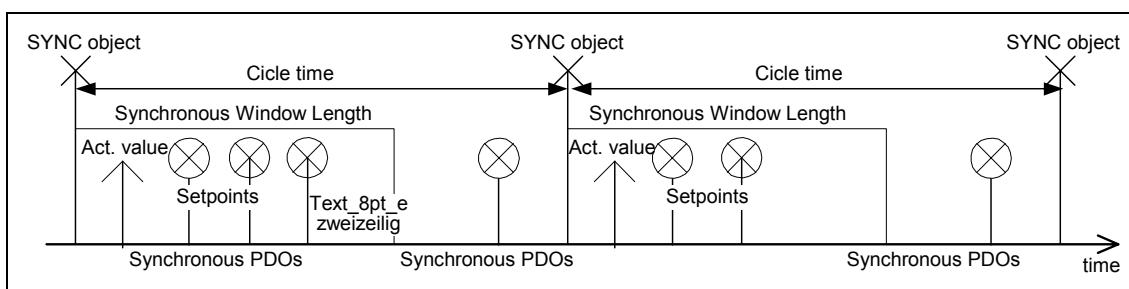 SYNC object SYNC object SYNC object
Cicle time Cicle time
Synchronous Window Length Synchronous Window Length
Act. value Act. value
Setpoints Setpoints
Text_8pt_e
zweizeilig
Synchronous PDOs Synchronous PDOs Synchronous PDOs time